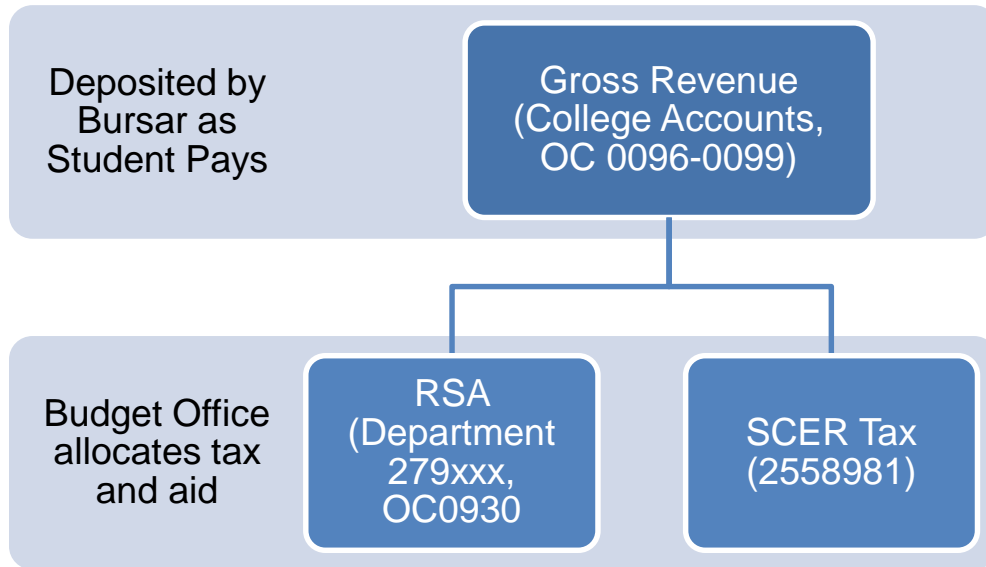 Deposited by
Bursar as
Student Pays
Gross Revenue
(College Accounts,
OC 0096-0099)
Budget Office
allocates tax
and aid
RSA
(Department
279xxx,
OC0930
SCER Tax
(2558981)